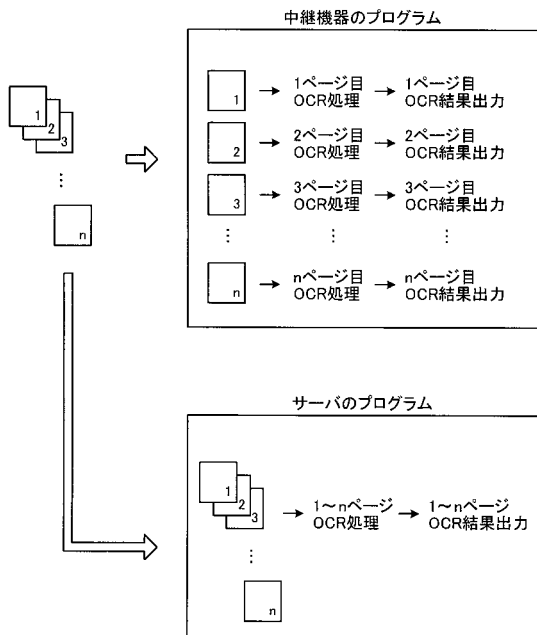 中継機器のプログラム
1
2
3
⋮
n
1
1ページ目
OCR処理
1ページ目
OCR結果出力
2
2ページ目
OCR処理
2ページ目
OCR結果出力
3
3ページ目
OCR処理
3ページ目
OCR結果出力
⋮ ⋮ ⋮
n
nページ目
OCR処理
nページ目
OCR結果出力
サーバのプログラム
1
2
3
⋮
n
1～nページ
OCR処理
1～nページ
OCR結果出力